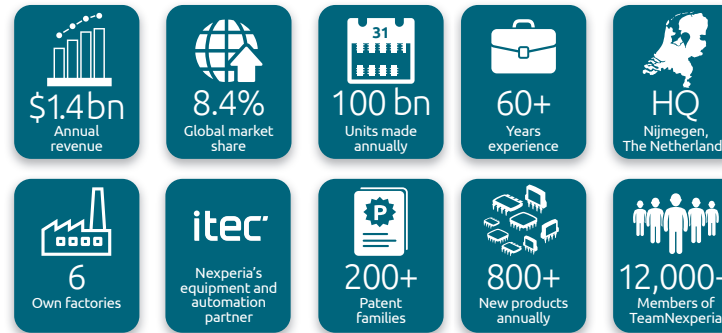 $1.4bn
Annual
revenue
8.4%
Global market
share
31
100 bn
Units made
annually
60+
Years
experience
HQ
Nijmegen,
The Netherland
6
Own factories
itec
Nexperia's
equipment and
automation
partner
P
200+
Patent
families
800+
New products
annually
12,000+
Members of
TeamNexperia